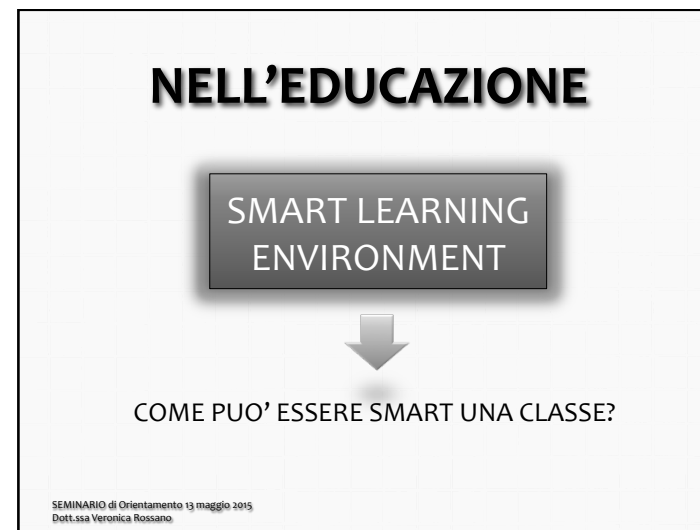 NELL’EDUCAZIONE
SMART LEARNING
ENVIRONMENT
COME PUO’ ESSERE SMART UNA CLASSE?
SEMINARIO di Orientamento 13 maggio 2015
Dott.ssa Veronica Rossano